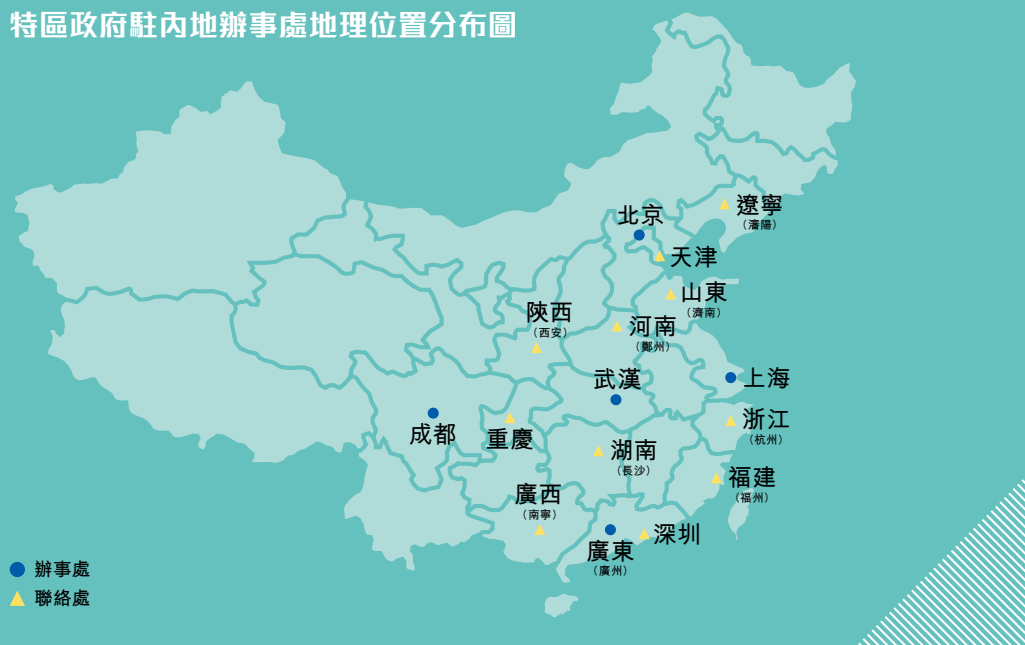 特區政府駐內地辦事處地理位置分布圖
遼寧
（瀋陽）
北京
天津
山東
（濟南）
陝西
（西安）
河南
（鄭州）
武漢
上海
成都
重慶
浙江
（杭州）
湖南
（長沙）
福建
（福州）
廣西
（南寧）
深圳
廣東
（廣州）
辦事處
聯絡處